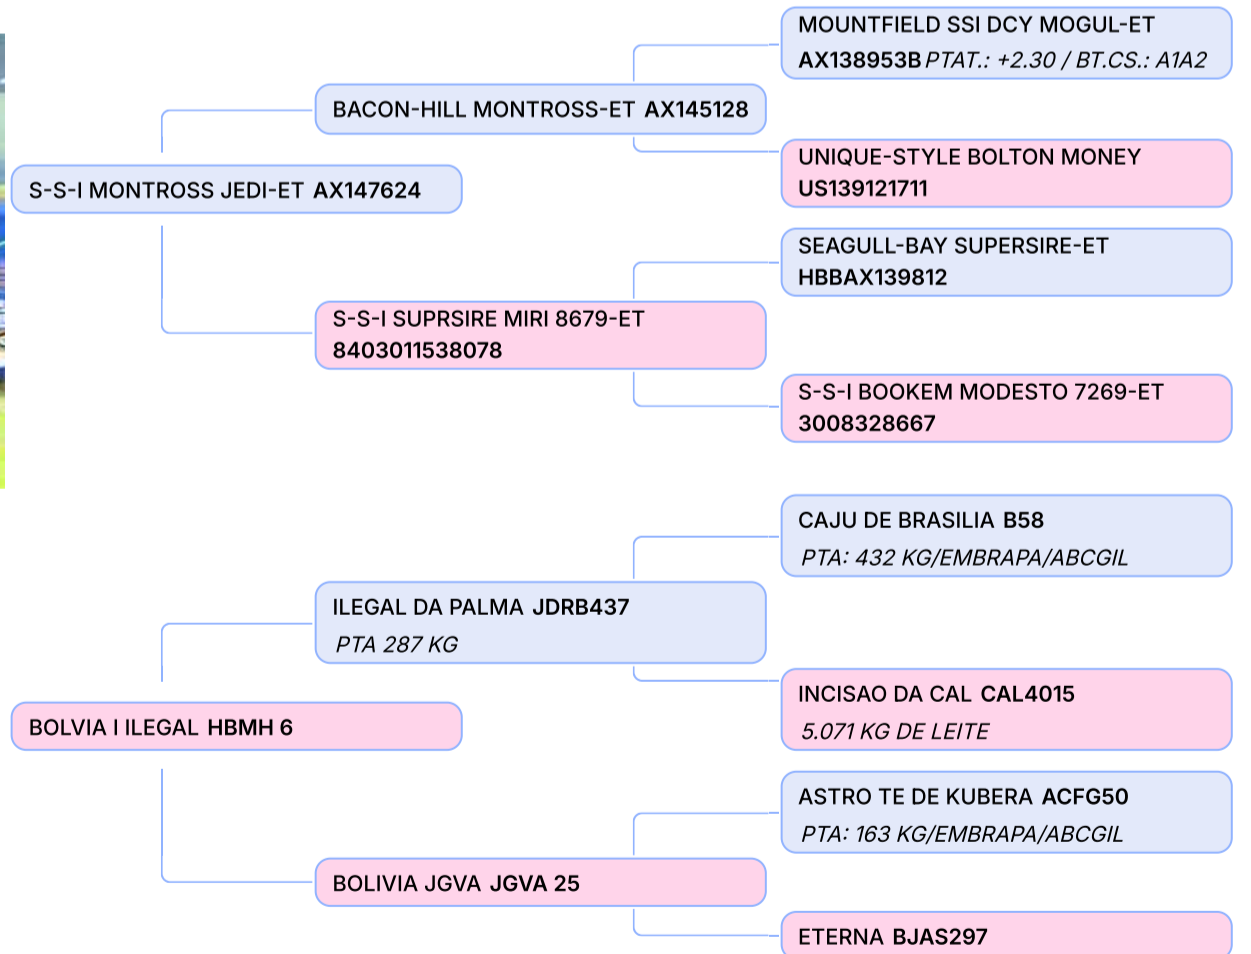 MOUNTFIELD SSI DCY MOGUL-ET
AX138953B PTAT.: +2.30 / BT.CS.: A1A2
BACON-HILL MONTROSS-ET AX145128
UNIQUE-STYLE BOLTON MONEY
US139121711
S-S-I MONTROSS JEDI-ET AX147624
SEAGULL-BAY SUPERSIRE-ET
HBBAX139812
S-S-I SUPRSIRE MIRI 8679-ET
8403011538078
S-S-I BOOKEM MODESTO 7269-ET
3008328667
CAJU DE BRASILIA B58
PTA: 432 KG/EMBRAPA/ABCGIL
ILEGAL DA PALMA JDRB437
PTA 287 KG
INCISAO DA CAL CAL4015
5.071 KG DE LEITE
BOLVIA I ILEGAL HBMH 6
ASTRO TE DE KUBERA ACFG50
PTA: 163 KG/EMBRAPA/ABCGIL
BOLIVIA JGVA JGVA 25
ETERNA BJAS297